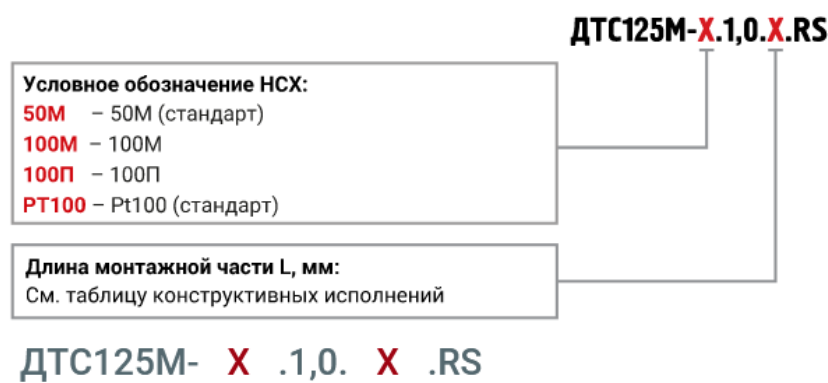 ДТС125М-Х.1,0.Х.RS
Условное обозначение НСХ:
50М – 50М (стандарт)
100М – 100М
100П – 100П
РТ100 – Pt100 (стандарт)
Длина монтажной части L, мм:
См. таблицу конструктивных исполнений
ДТС125М- Х .1,0. Х .RS